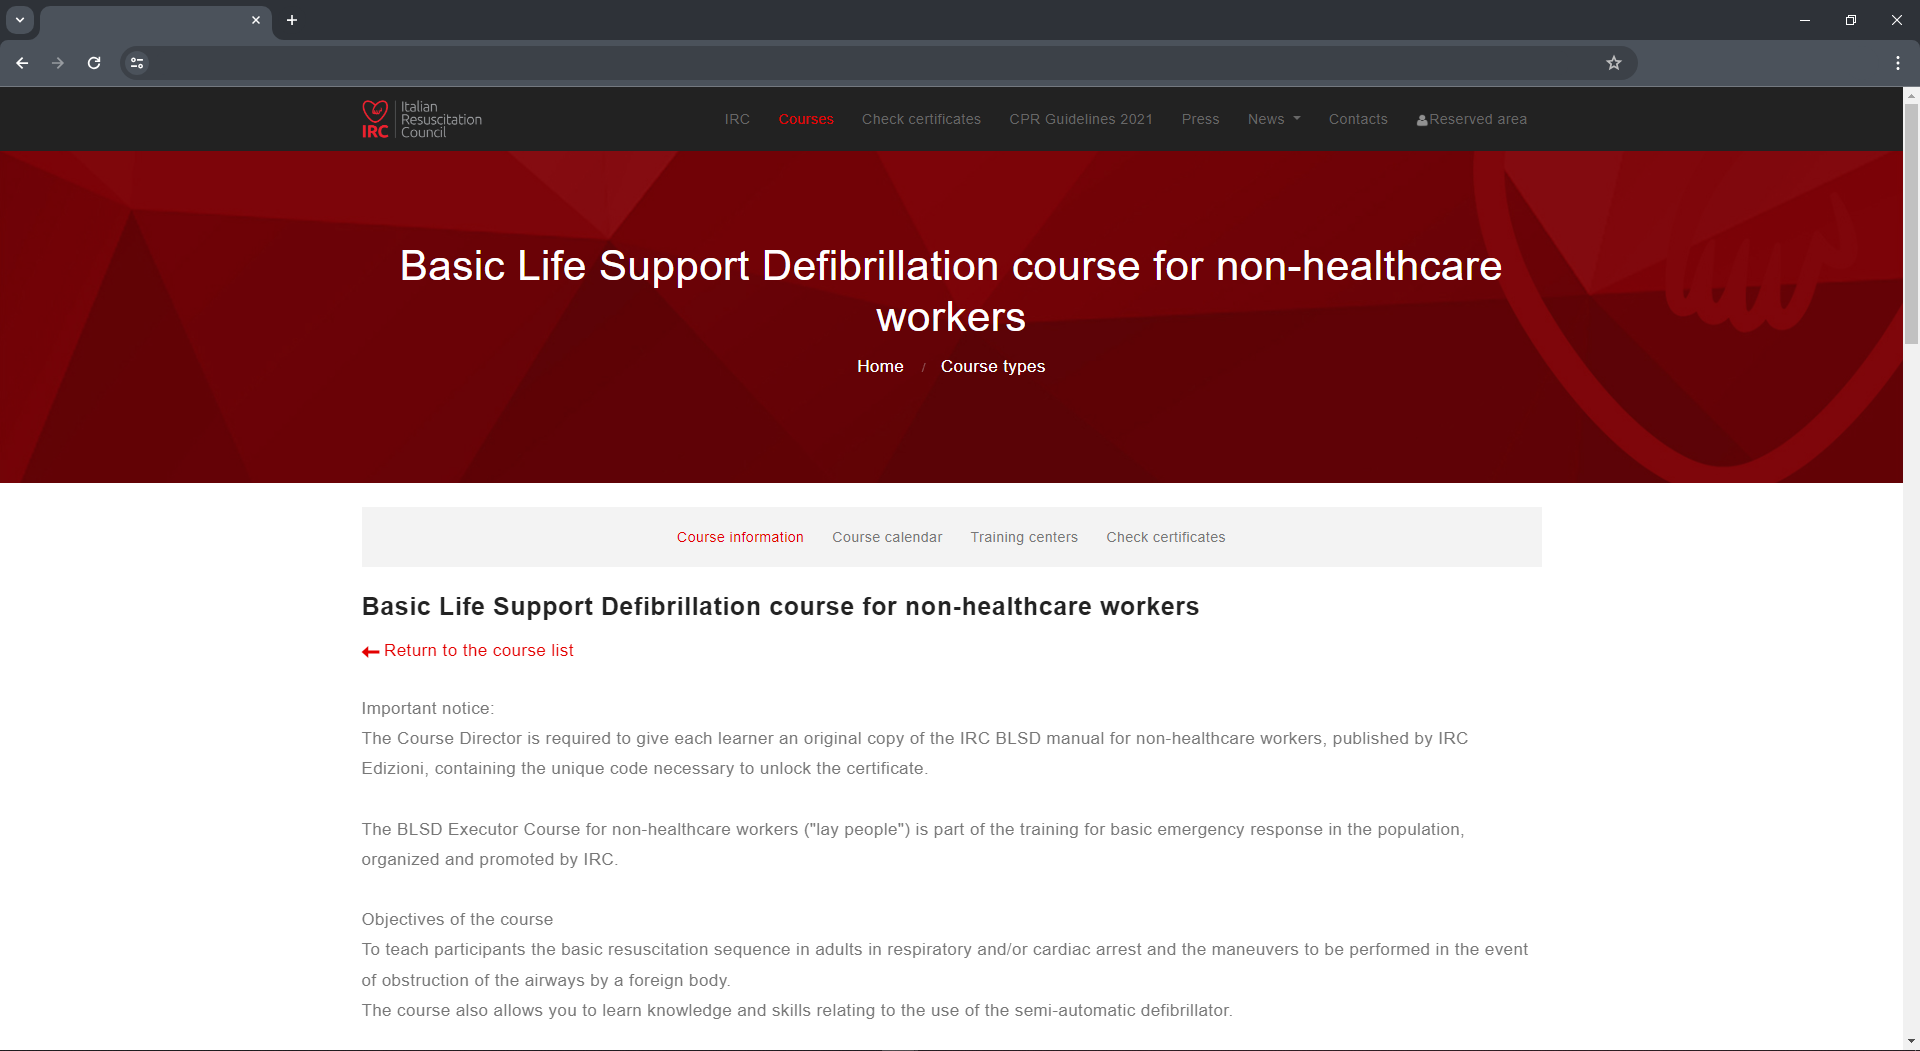 Italian
Resuscitation
Council
IRC
IRC
Courses
Check certificates
CPR Guidelines 2021
Press
News
Contacts
Reserved area
Basic Life Support Defibrillation course for non-healthcare
workers
Home / Course types
Course information
Course calendar
Training centers
Check certificates
Basic Life Support Defibrillation course for non-healthcare workers
Return to the course list
Important notice:
The Course Director is required to give each learner an original copy of the IRC BLSD manual for non-healthcare workers, published by IRC
Edizioni, containing the unique code necessary to unlock the certificate.
The BLSD Executor Course for non-healthcare workers ("lay people") is part of the training for basic emergency response in the population,
organized and promoted by IRC.
Objectives of the course
To teach participants the basic resuscitation sequence in adults in respiratory and/or cardiac arrest and the maneuvers to be performed in the event
of obstruction of the airways by a foreign body.
The course also allows you to learn knowledge and skills relating to the use of the semi-automatic defibrillator.